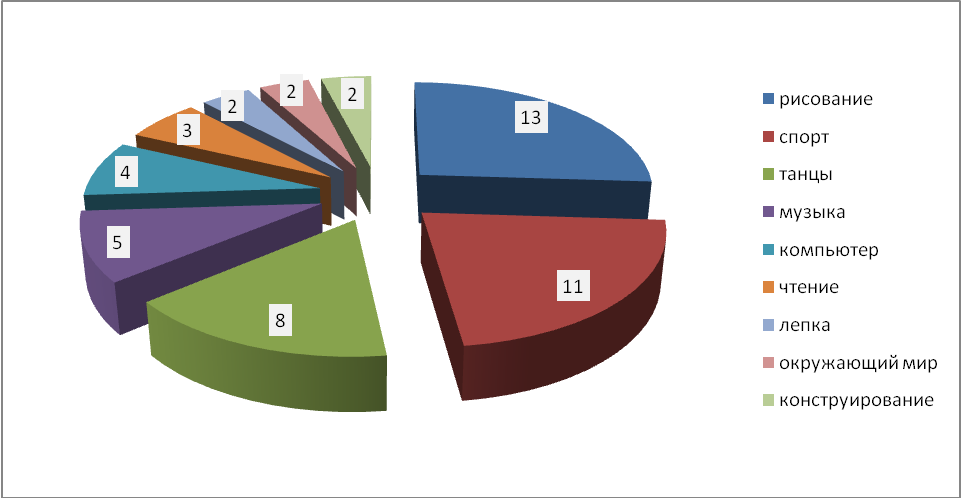 13
11
8
5
4
3
2
2
2
рисование
спорт
танцы
музыка
компьютер
чтение
лепка
окружающий мир
конструирование